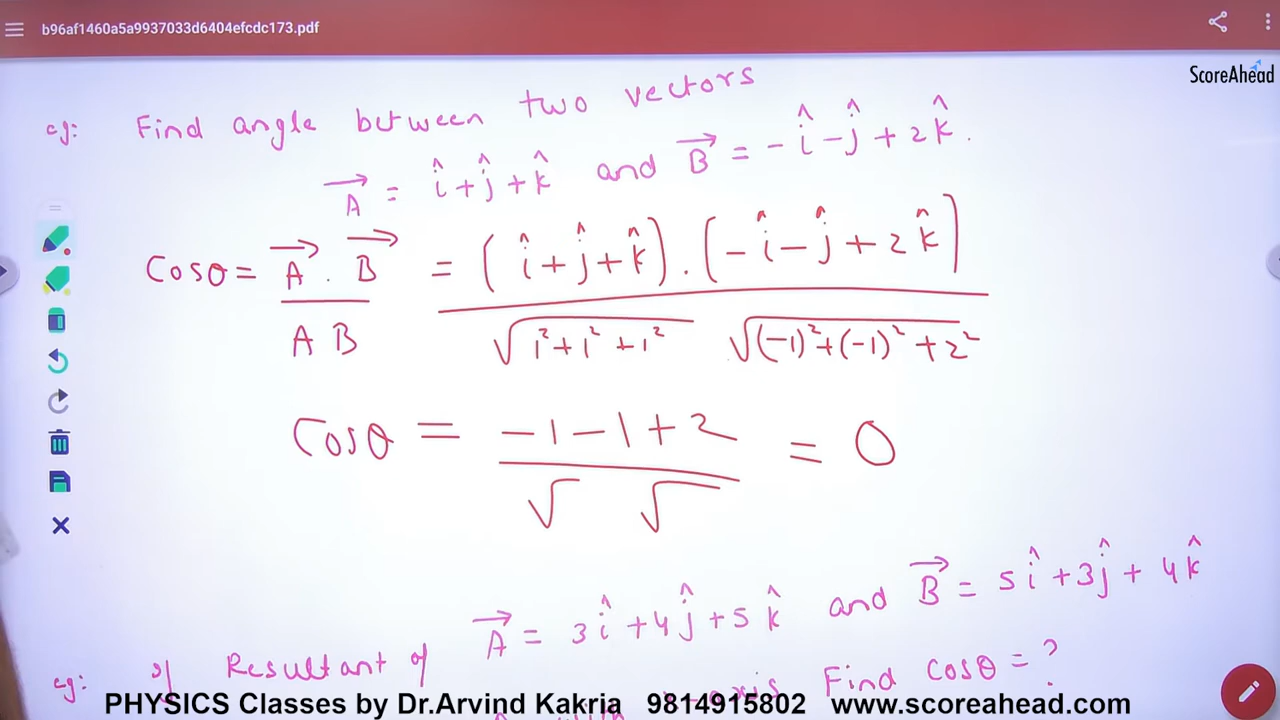 b96af1460a5a9937033d6404efcdc173.pdf
ScoreAhead
eg: Find angle between two vectors
A⃗ = î + ĵ + k̂ and B⃗ = -î - ĵ + 2k̂.
Cosθ = A⃗ . B⃗ / AB = (î + ĵ + k̂) . (-î - ĵ + 2k̂) / √(1² + 1² + 1²) √((-1)² + (-1)² + 2²)
Cosθ = (-1 - 1 + 2) / √ √ = 0
eg: If Resultant of A⃗ = 3î + 4ĵ + 5k̂ and B⃗ = 5î + 3ĵ + 4k̂
Find cosθ = ?
PHYSICS Classes by Dr.Arvind Kakria 9814915802 www.scoreahead.com